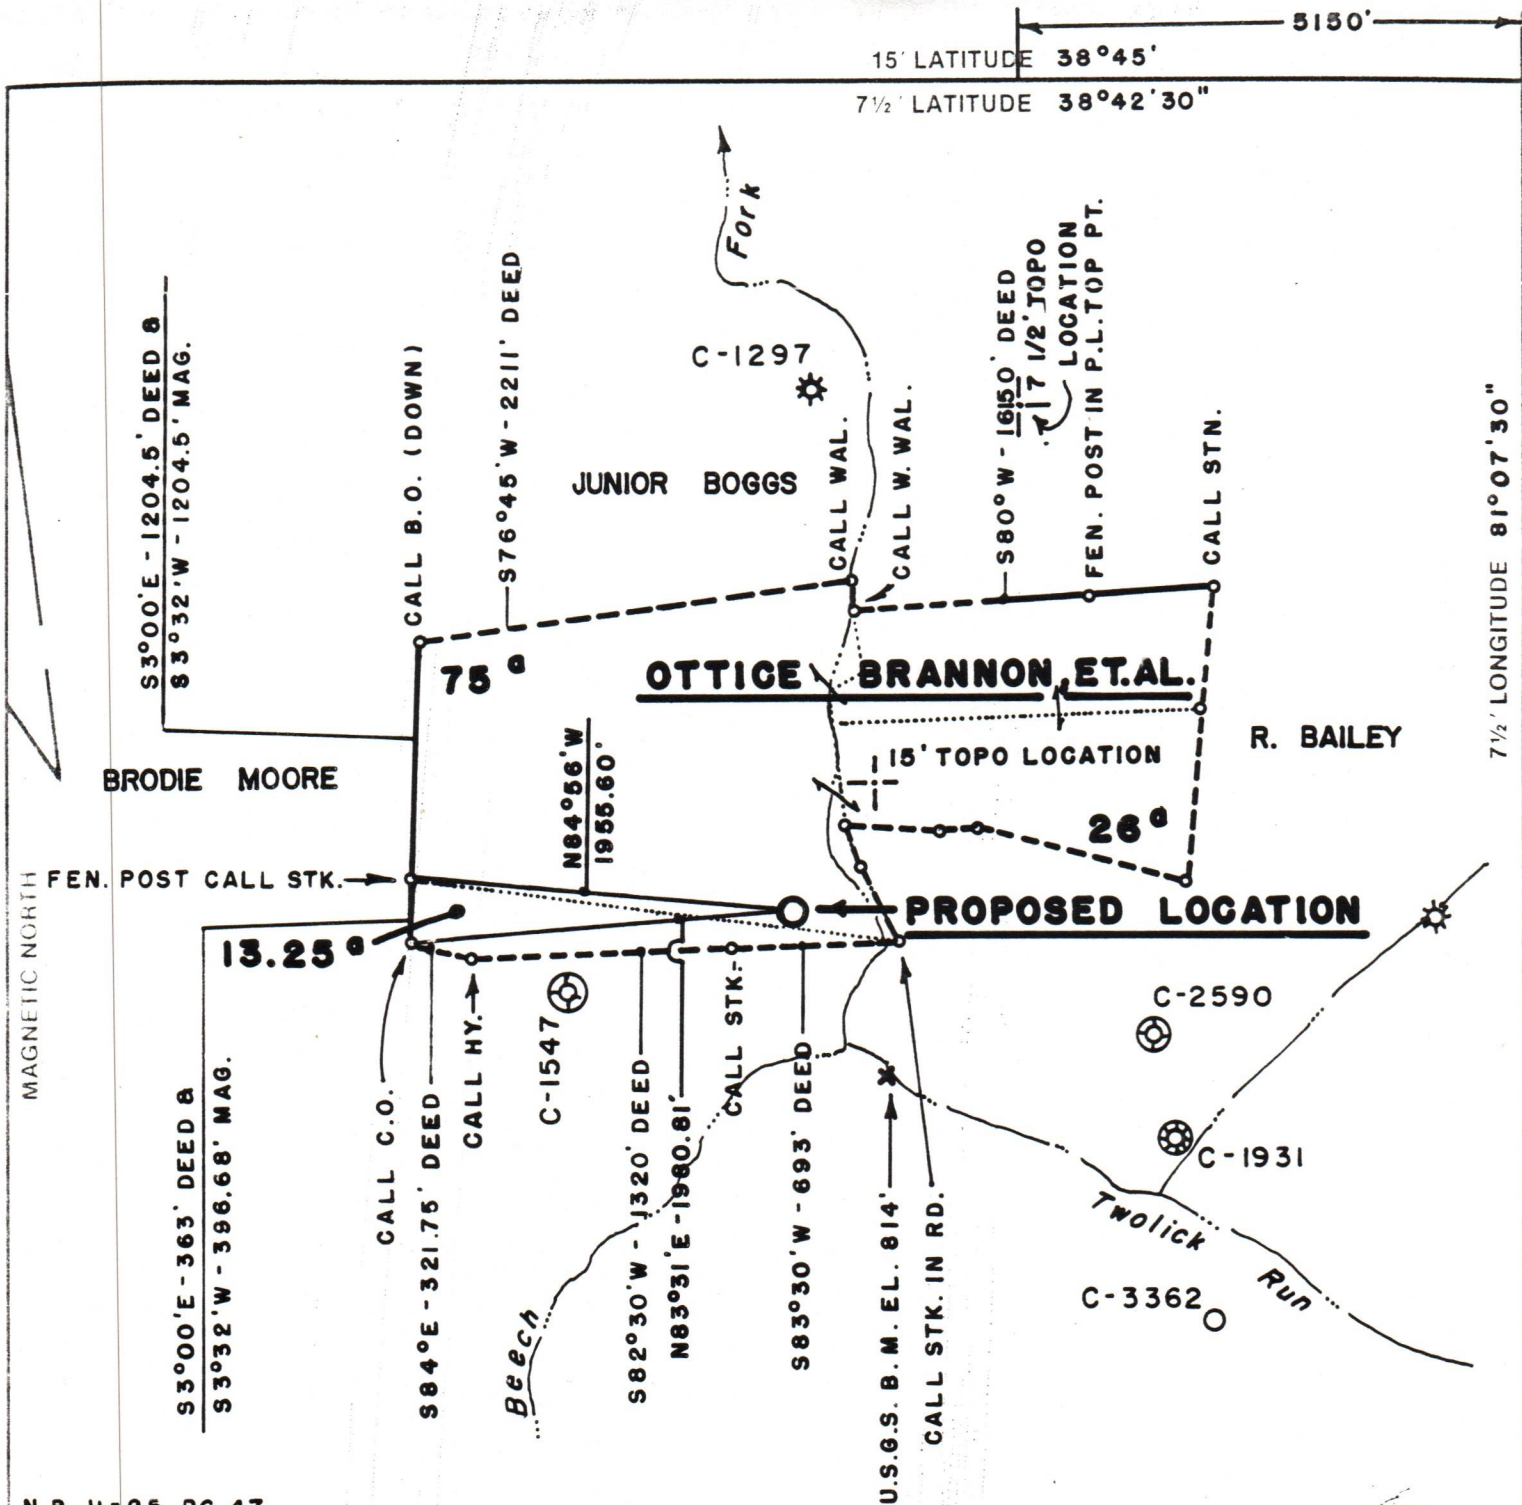 5150'
15' LATITUDE 38°45'
7½' LATITUDE 38°42'30"
Fork
S3°00'E-1204.5' DEED &
S3°32'W-1204.5' MAG.
CALL B.O. (DOWN)
S76°45'W-2211' DEED
C-1297
JUNIOR BOGGS
CALL WAL.
CALL W. WAL.
S80°W-1650' DEED
7 1/2' TOPO
LOCATION
FEN. POST IN P.L. TOP PT.
CALL STN.
7½' LONGITUDE 81°07'30"
75 a
OTTICE BRANNON, ET.AL.
R. BAILEY
15' TOPO LOCATION
BRODIE MOORE
N84°56'W
1955.60'
26 a
MAGNETIC NORTH
FEN. POST CALL STK.
PROPOSED LOCATION
13.25 a
S3°00'E-363' DEED &
S3°32'W-396.68' MAG.
CALL C.O.
S84°E-321.75' DEED
CALL HY.
C-1547
S82°30'W-1320' DEED
N83°31'E-1980.81'
CALL STK.
S83°30'W-693' DEED
U.S.G.S. B.M. EL. 814'
CALL STK. IN RD.
C-2590
C-1931
Twolick
Run
C-3362
Beech